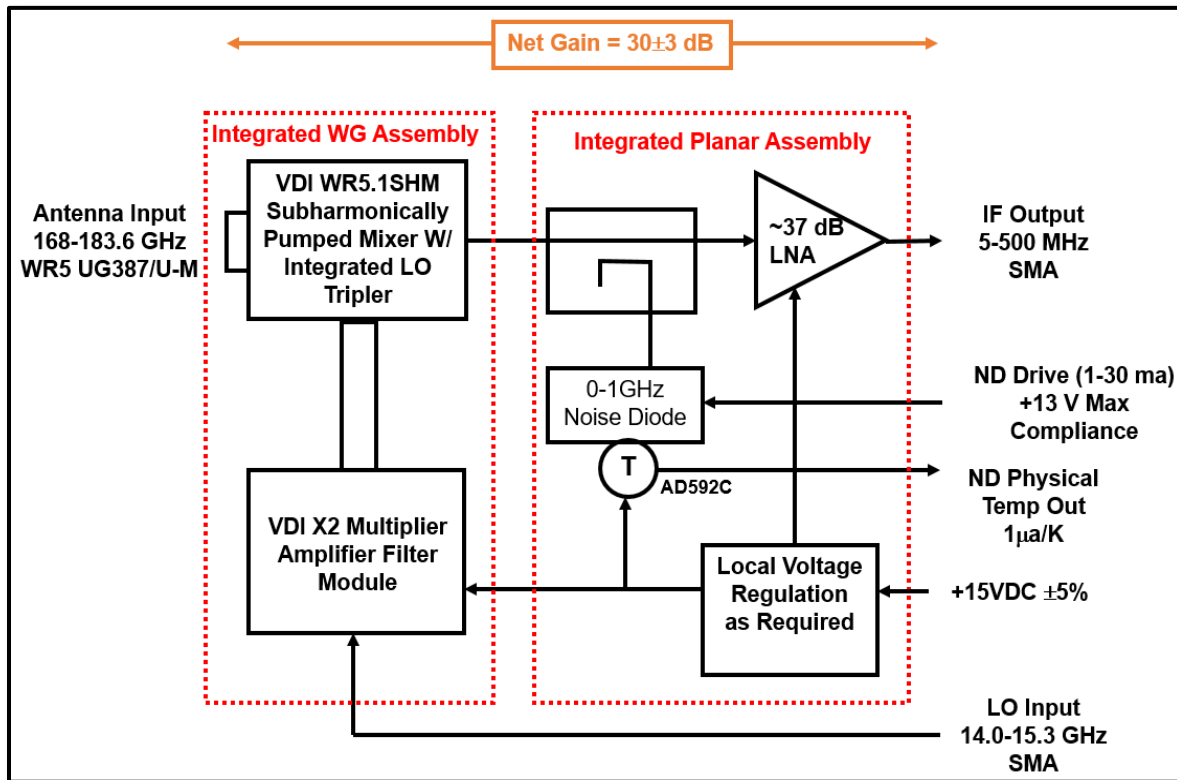 Net Gain = 30±3 dB
Integrated WG Assembly
Integrated Planar Assembly
VDI WR5.1SHM
Subharmonically
Pumped Mixer W/
Integrated LO
Tripler
Antenna Input
168-183.6 GHz
WR5 UG387/U-M
~37 dB
LNA
IF Output
5-500 MHz
SMA
0-1GHz
Noise Diode
ND Drive (1-30 ma)
+13 V Max
Compliance
T
AD592C
ND Physical
Temp Out
1µa/K
VDI X2 Multiplier
Amplifier Filter
Module
Local Voltage
Regulation
as Required
+15VDC ±5%
LO Input
14.0-15.3 GHz
SMA